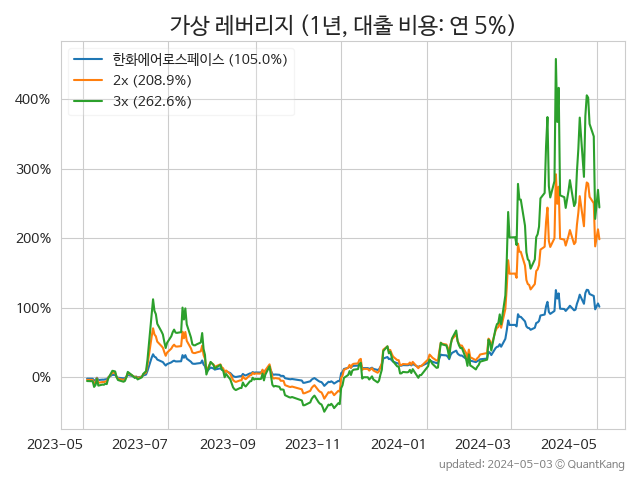 가상 레버리지 (1년, 대출 비용: 연 5%)
한화에어로스페이스 (105.0%)
2x (208.9%)
3x (262.6%)
400%
300%
200%
100%
0%
2023-05 2023-07 2023-09 2023-11 2024-01 2024-03 2024-05
updated: 2024-05-03 © QuantKang